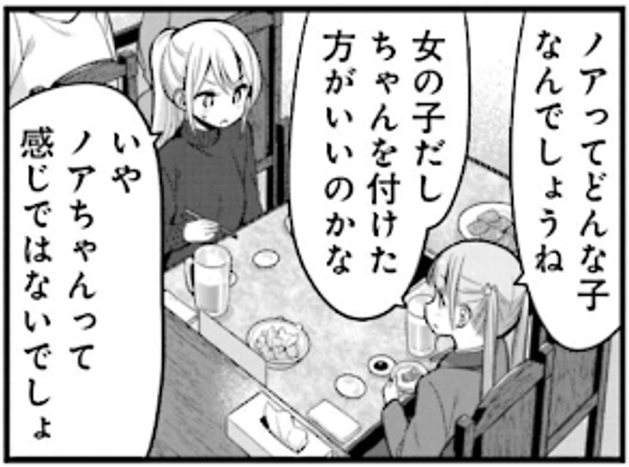 ノアってどんな子
なんでしょうね
女の子だし
ちゃんを付けた
方がいいのかな
いや
ノアちゃんって
感じではないでしょ